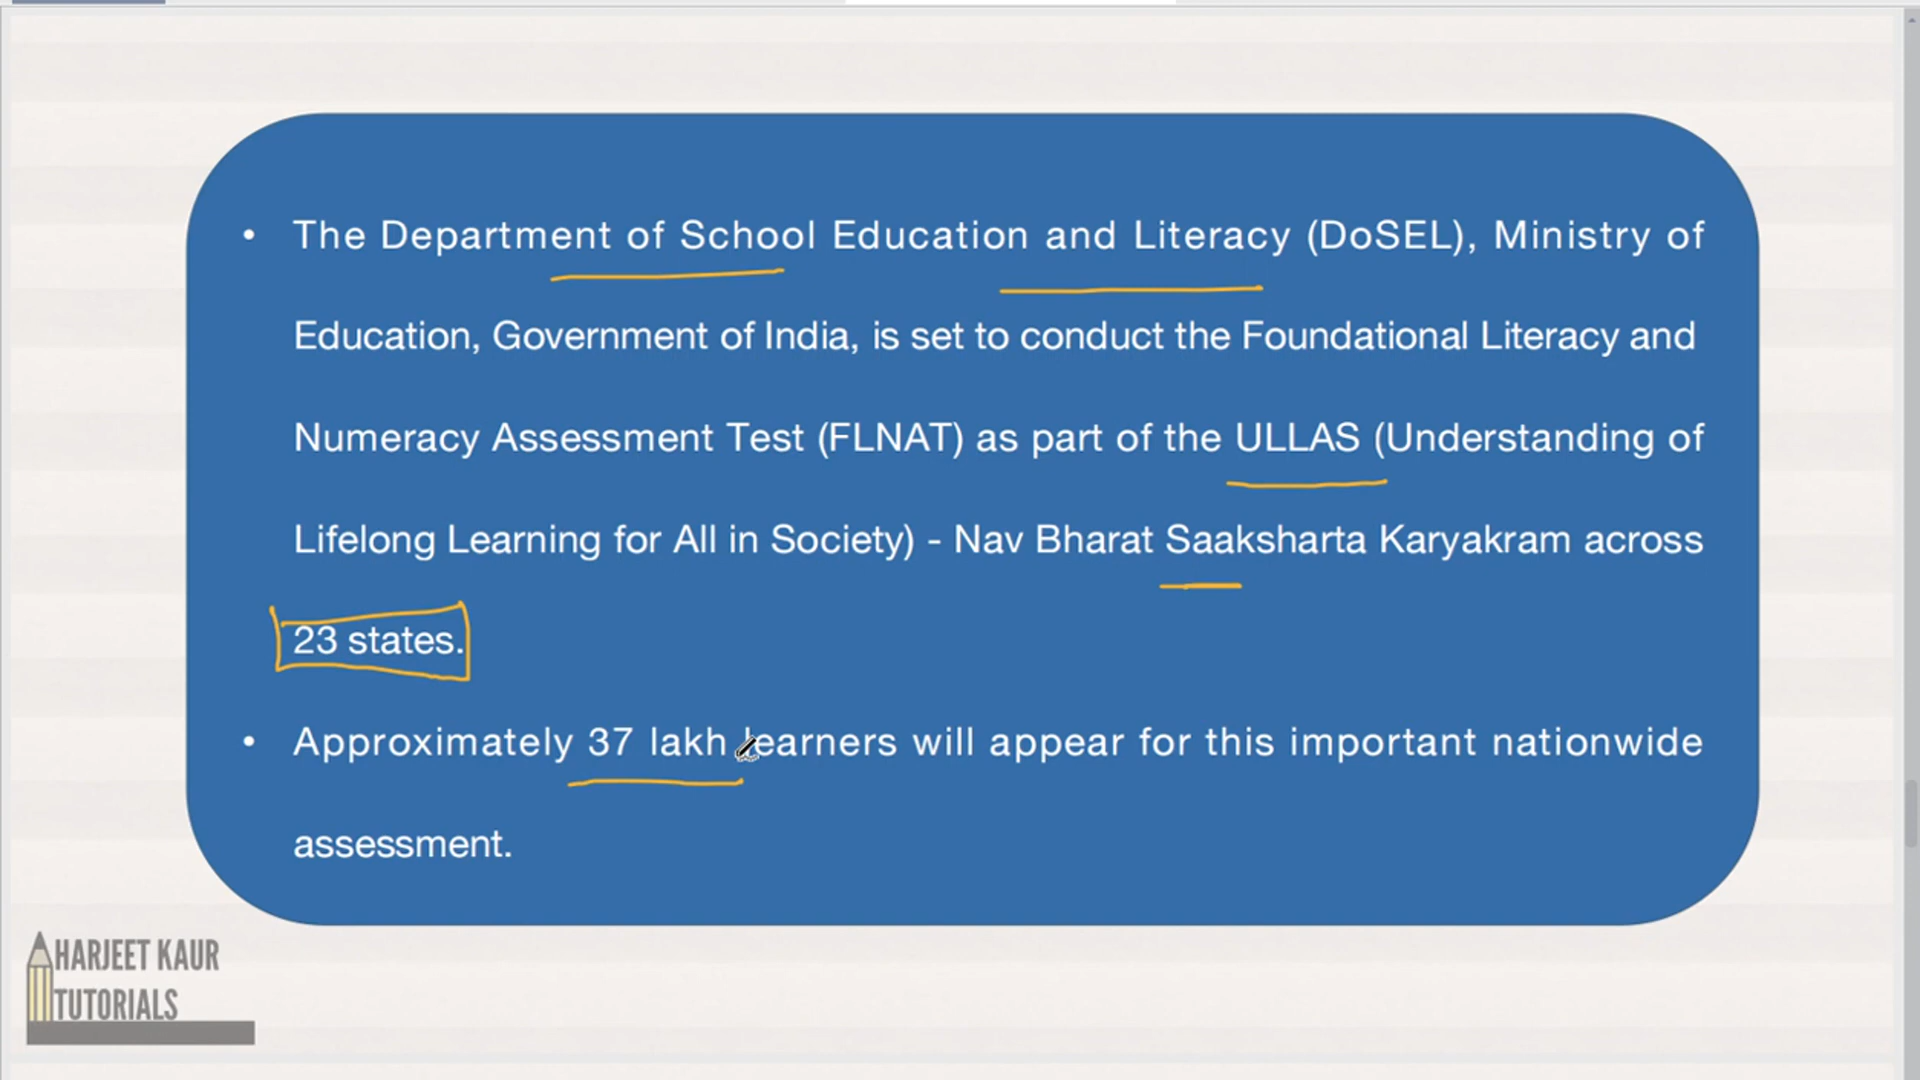 • The Department of School Education and Literacy (DoSEL), Ministry of
Education, Government of India, is set to conduct the Foundational Literacy and
Numeracy Assessment Test (FLNAT) as part of the ULLAS (Understanding of
Lifelong Learning for All in Society) - Nav Bharat Saaksharta Karyakram across
23 states.
• Approximately 37 lakh learners will appear for this important nationwide
assessment.
HARJEET KAUR
TUTORIALS